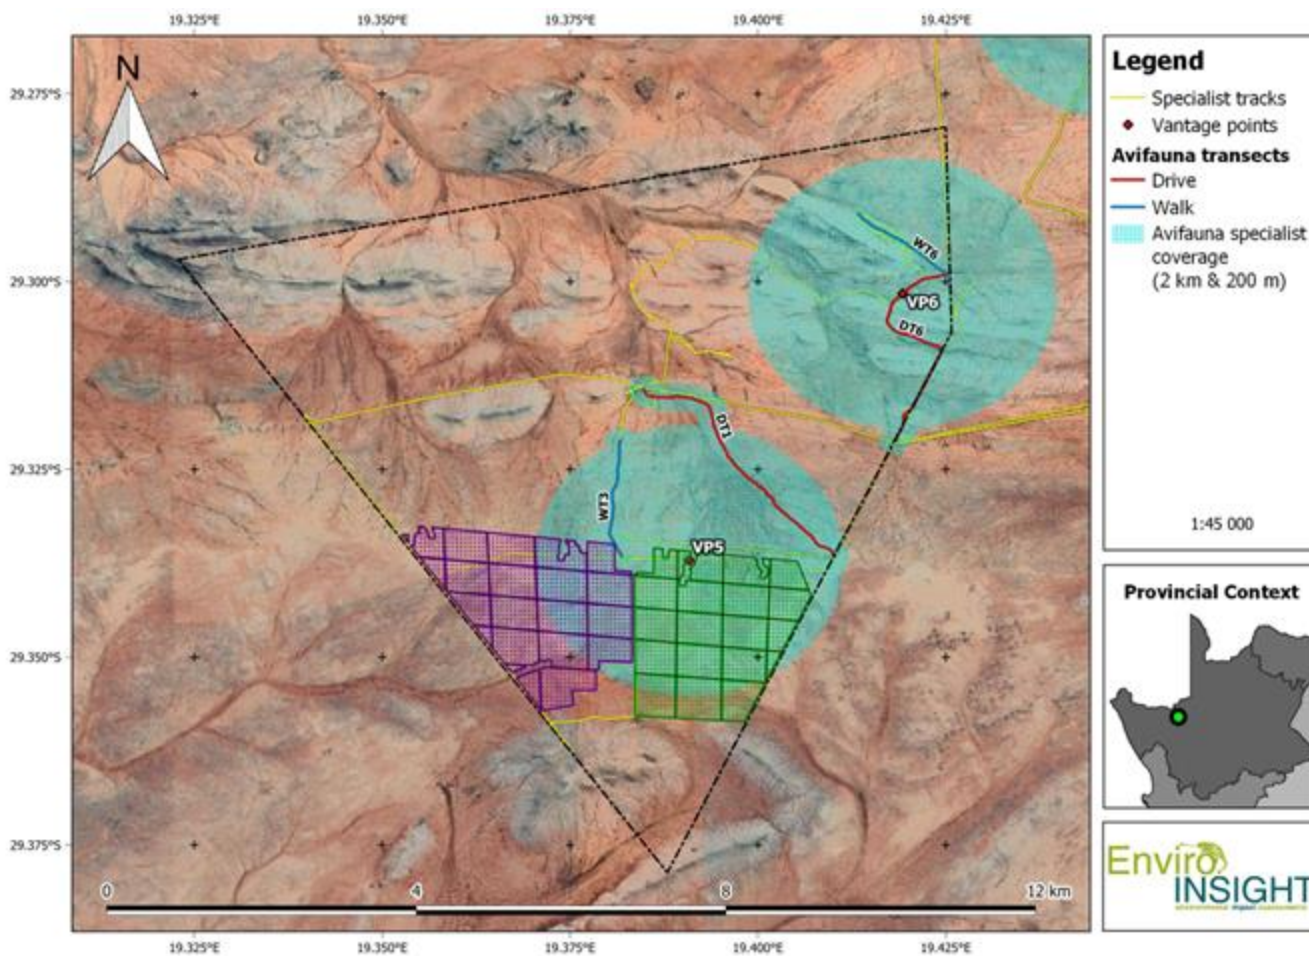 19.325°E 19.350°E 19.375°E 19.400°E 19.425°E
N
29.275°S
29.300°S
29.325°S
29.350°S
29.375°S
WT6
VP6
DT6
DT1
WT3
VP5
0 4 8 12 km
19.325°E 19.350°E 19.375°E 19.400°E 19.425°E
Legend
Specialist tracks
Vantage points
Avifauna transects
Drive
Walk
Avifauna specialist
coverage
(2 km & 200 m)
1:45 000
Provincial Context
Enviro
INSIGHT